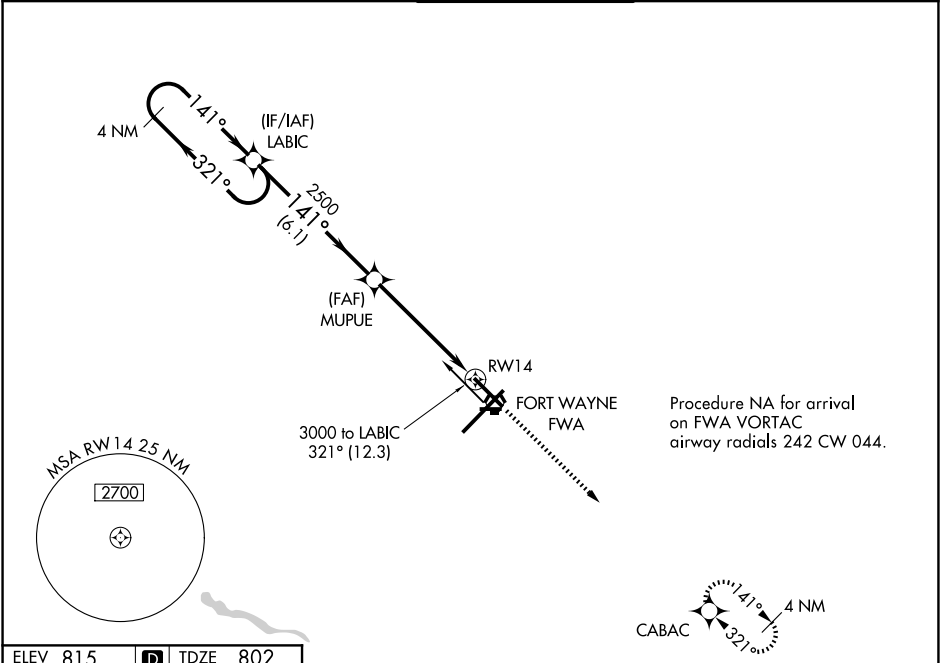 141°
4 NM
321°
(IF/IAF)
LABIC
2500
141°
(6.1)
(FAF)
MUPUE
RW14
FORT WAYNE
FWA
3000 to LABIC
321° (12.3)
Procedure NA for arrival
on FWA VORTAC
airway radials 242 CW 044.
MSA RW 14 25 NM
2700
141°
4 NM
CABAC
321°
ELEV 815 D TDZE 802